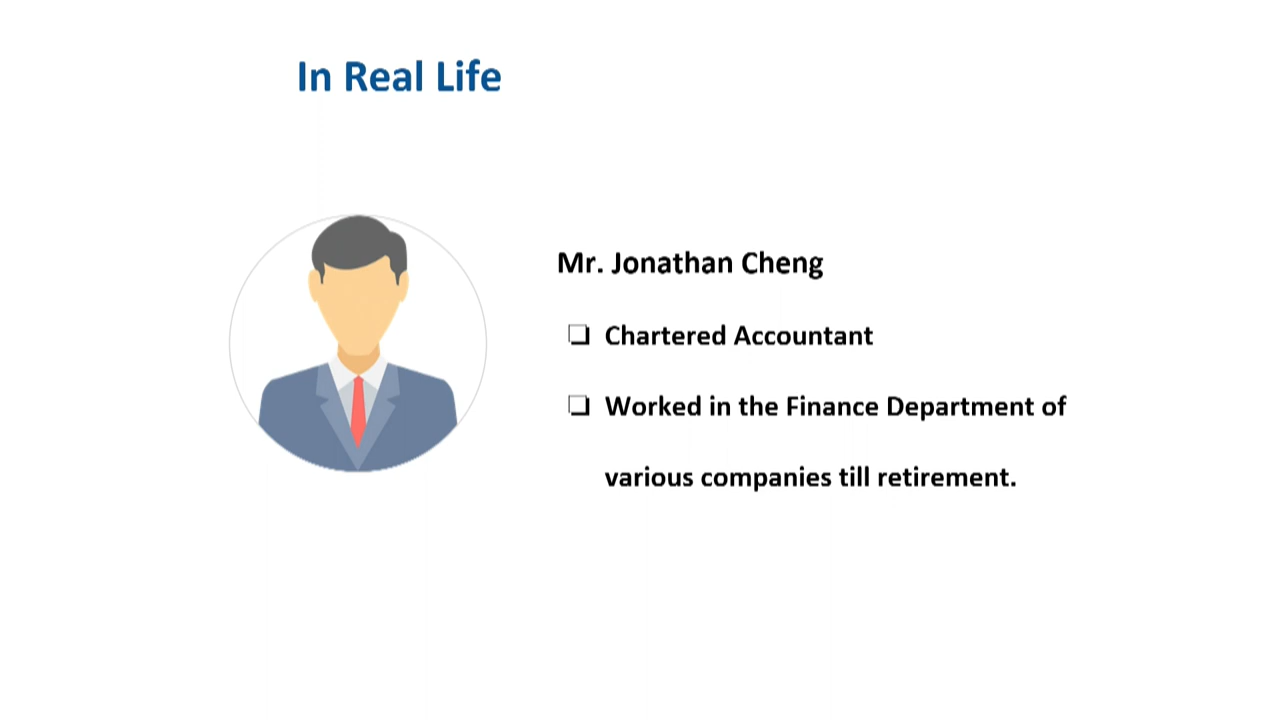 In Real Life
Mr. Jonathan Cheng
❏ Chartered Accountant
❏ Worked in the Finance Department of
various companies till retirement.